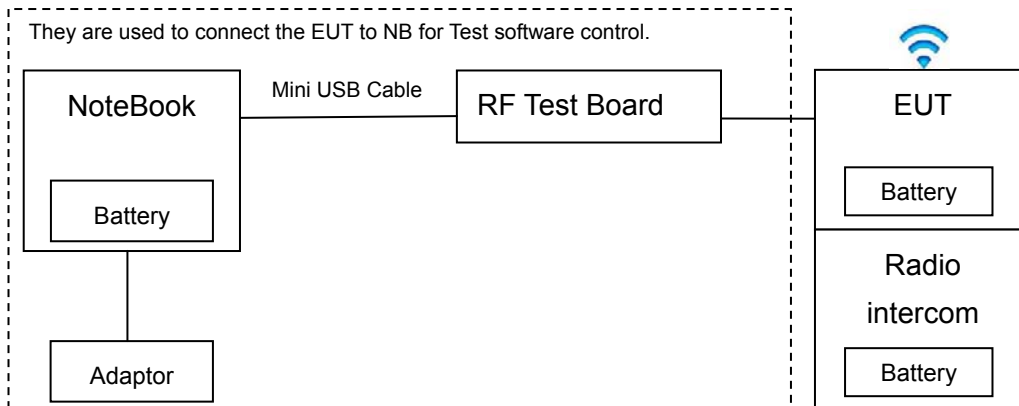 They are used to connect the EUT to NB for Test software control.
NoteBook
Mini USB Cable
RF Test Board
EUT
Battery
Battery
Radio
intercom
Adaptor
Battery